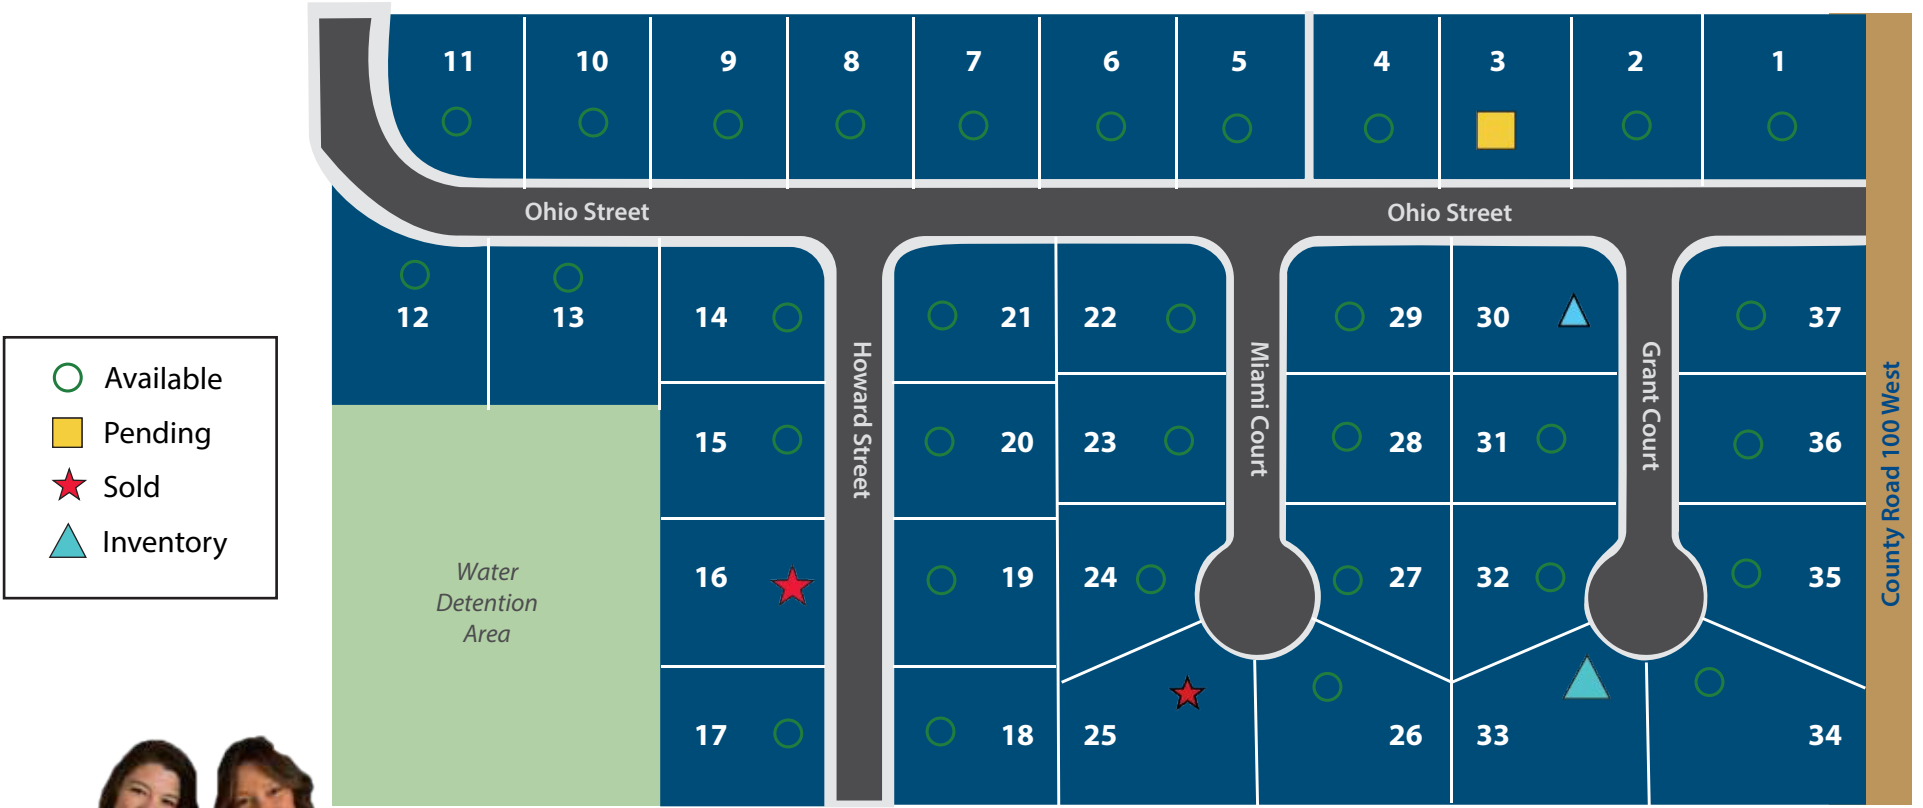 11 10 9 8 7 6 5 4 3 2 1
Ohio Street Ohio Street
12 13 14 21 22 29 30 37
Howard Street
Miami Court
Grant Court
County Road 100 West
Available
Pending
Sold
Inventory
15 20 23 28 31 36
16 19 24 27 32 35
Water
Detention
Area
17 18 25 26 33 34